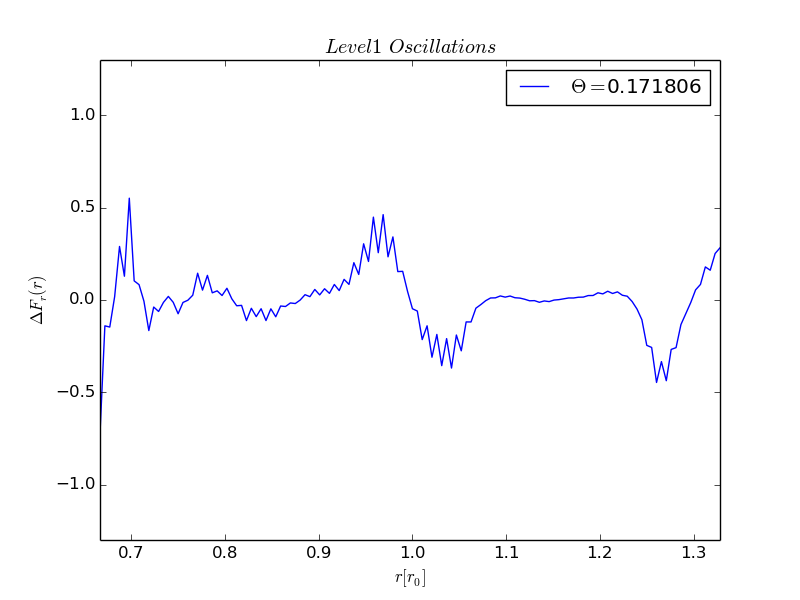 Level1 Oscillations
Θ =0.171806
1.0
0.5
0.0
−0.5
−1.0
ΔF_r(r)
0.7 0.8 0.9 1.0 1.1 1.2 1.3
r[r_0]